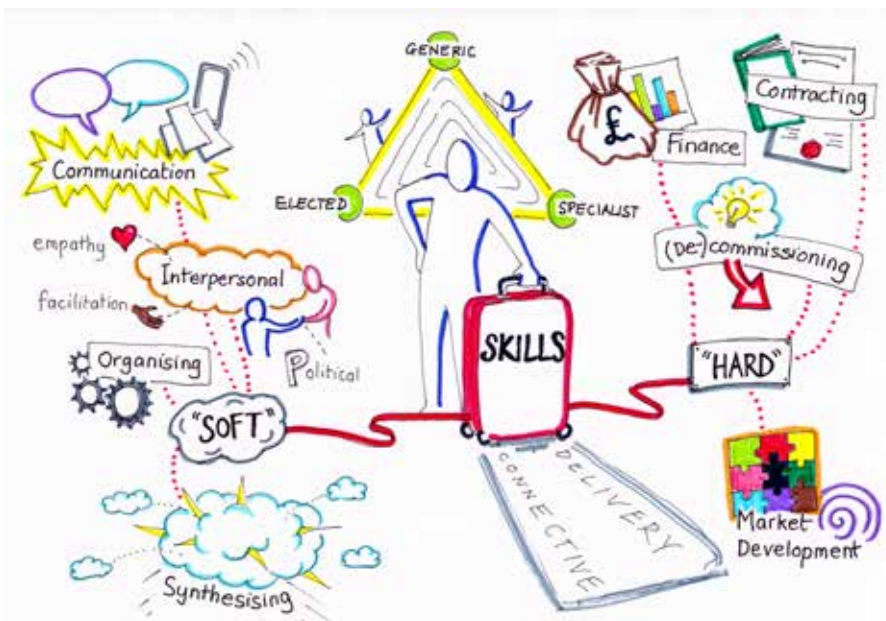 GENERIC
ELECTED
SPECIALIST
Communication
empathy
Interpersonal
facilitation
Political
Organising
"SOFT"
Synthesising
SKILLS
CONNECTIVE
DELIVERY
£
Finance
Contracting
(De-)commissioning
"HARD"
Market
Development